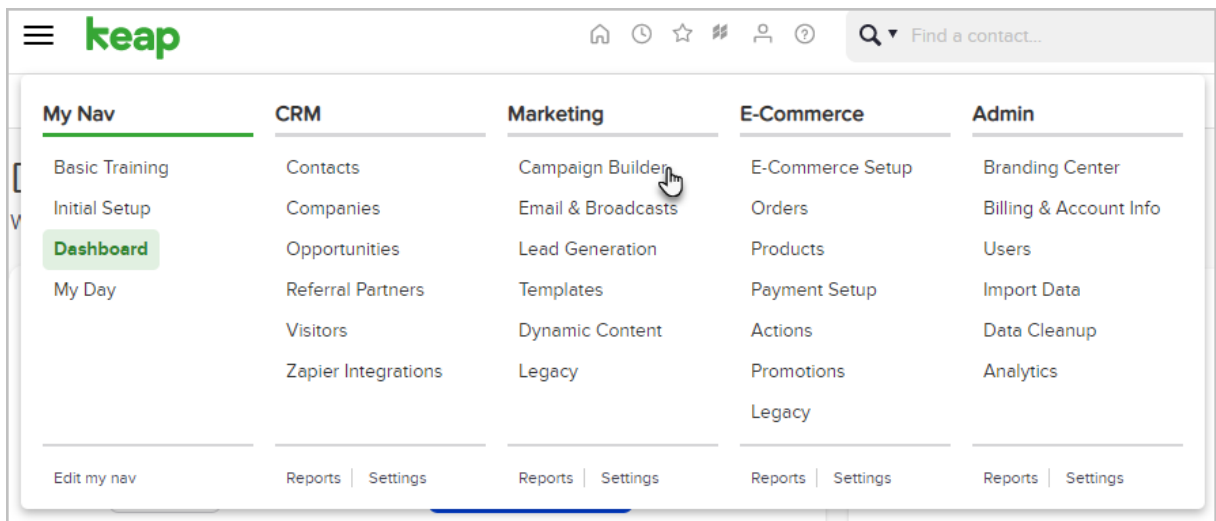 keap
Find a contact...
My Nav
Basic Training
Initial Setup
Dashboard
My Day
Edit my nav
CRM
Contacts
Companies
Opportunities
Referral Partners
Visitors
Zapier Integrations
Reports Settings
Marketing
Campaign Builder
Email & Broadcasts
Lead Generation
Templates
Dynamic Content
Legacy
Reports Settings
E-Commerce
E-Commerce Setup
Orders
Products
Payment Setup
Actions
Promotions
Legacy
Reports Settings
Admin
Branding Center
Billing & Account Info
Users
Import Data
Data Cleanup
Analytics
Reports Settings